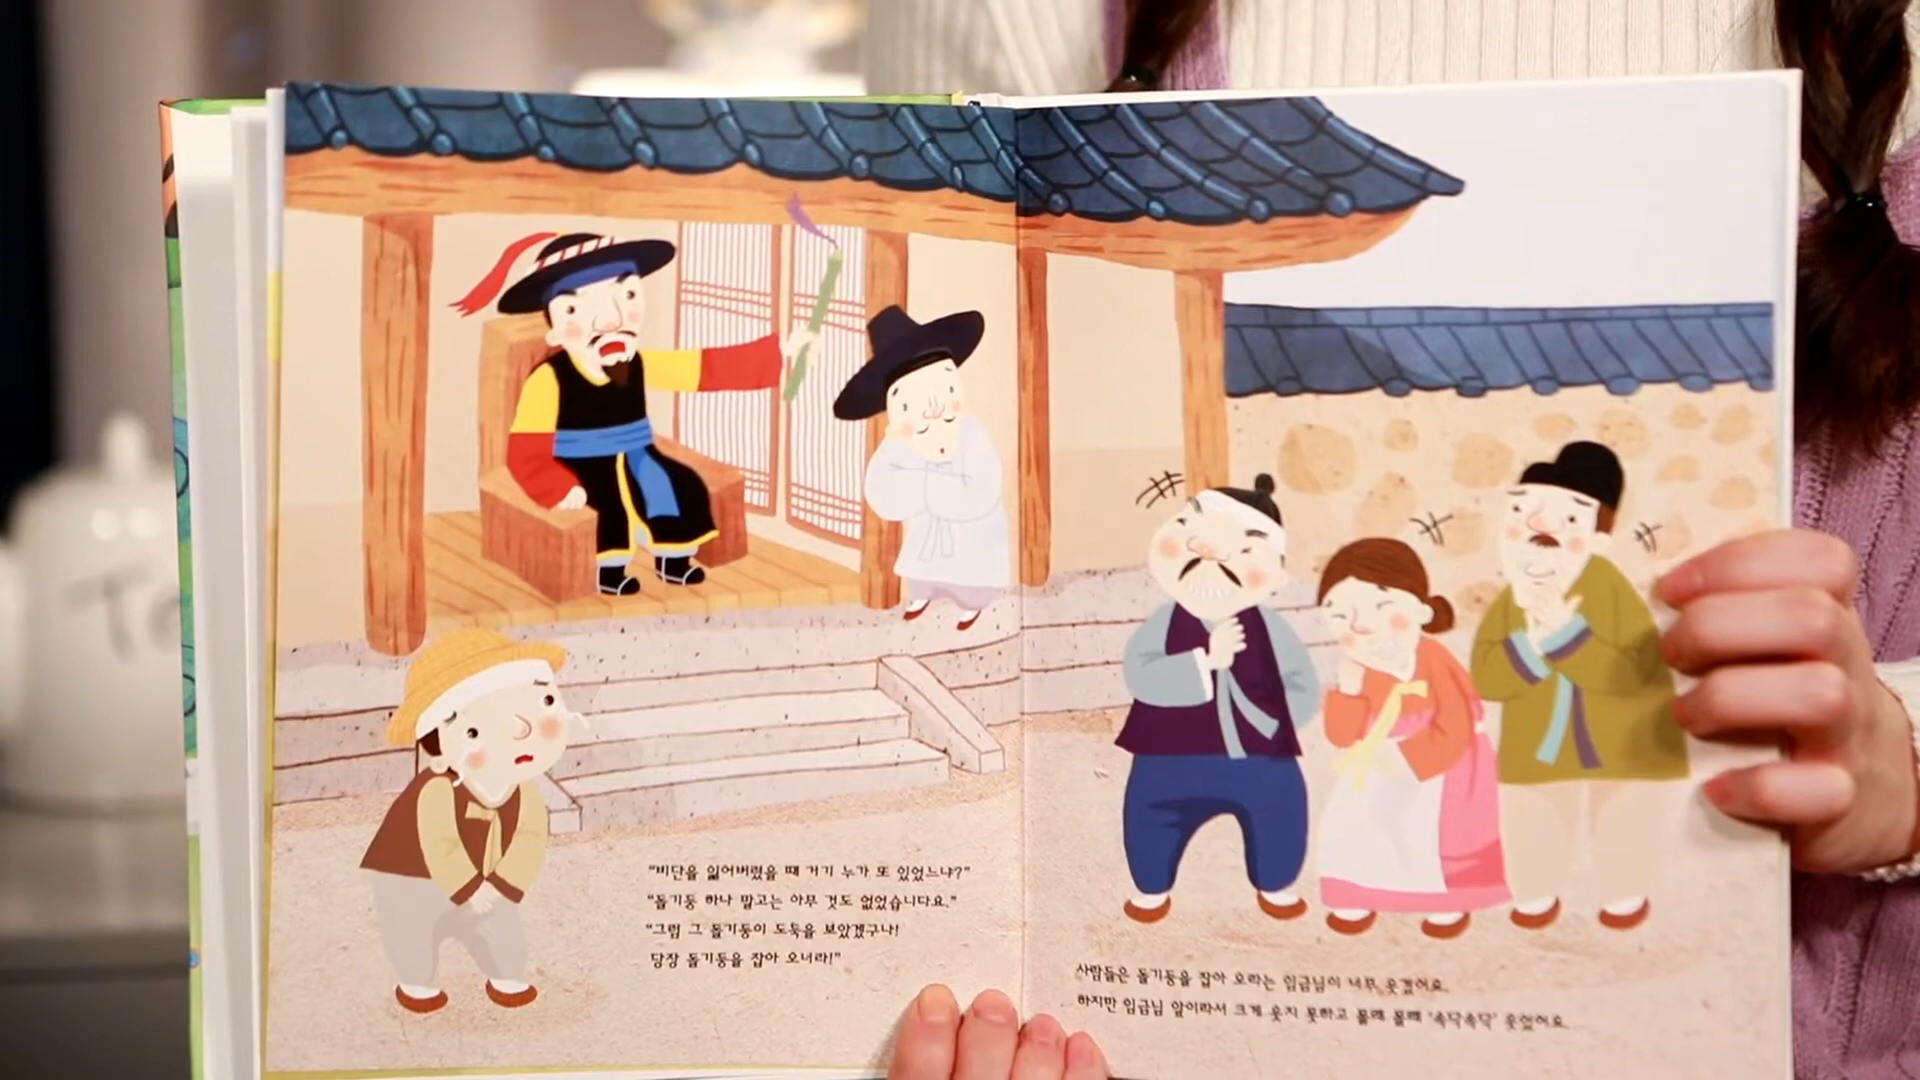 "비단을 잃어버렸을 때 거기 누가 또 있었느냐?"
"돌기둥 하나 말고는 아무 것도 없었습니다요."
"그럼 그 돌기둥이 도둑을 보았겠구나!
당장 돌기둥을 잡아 오너라!"
사람들은 돌기둥을 잡아 오라는 임금님이 너무 웃겼어요.
하지만 임금님 앞이라서 크게 웃지 못하고 몰래 몰래 '속닥속닥' 웃었어요.